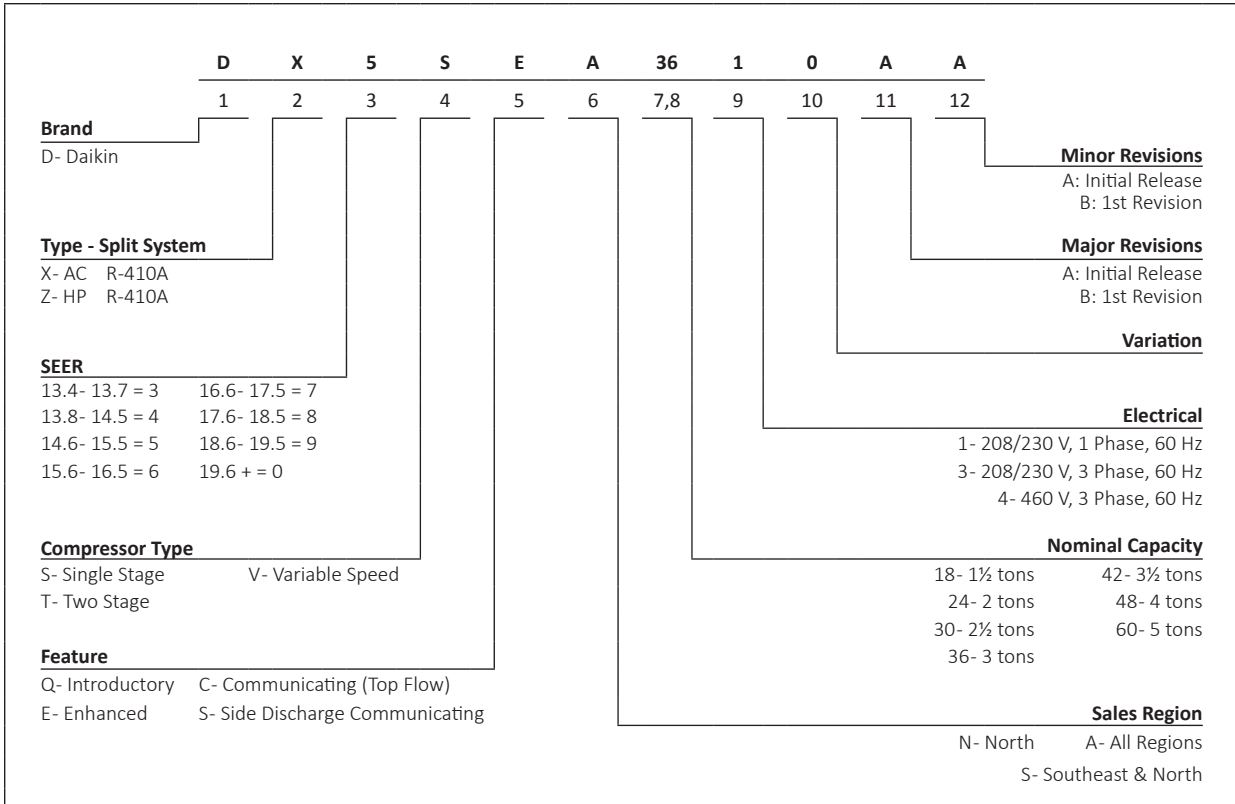 D X 5 S E A 36 1 0 A A
1 2 3 4 5 6 7,8 9 10 11 12
Brand
D- Daikin
Minor Revisions
A: Initial Release
B: 1st Revision
Type - Split System
X- AC R-410A
Z- HP R-410A
Major Revisions
A: Initial Release
B: 1st Revision
Variation
SEER
13.4- 13.7 = 3 16.6- 17.5 = 7
13.8- 14.5 = 4 17.6- 18.5 = 8
14.6- 15.5 = 5 18.6- 19.5 = 9
15.6- 16.5 = 6 19.6 + = 0
Electrical
1- 208/230 V, 1 Phase, 60 Hz
3- 208/230 V, 3 Phase, 60 Hz
4- 460 V, 3 Phase, 60 Hz
Compressor Type
S- Single Stage V- Variable Speed
T- Two Stage
Nominal Capacity
18- 1½ tons 42- 3½ tons
24- 2 tons 48- 4 tons
30- 2½ tons 60- 5 tons
36- 3 tons
Feature
Q- Introductory C- Communicating (Top Flow)
E- Enhanced S- Side Discharge Communicating
Sales Region
N- North A- All Regions
S- Southeast & North